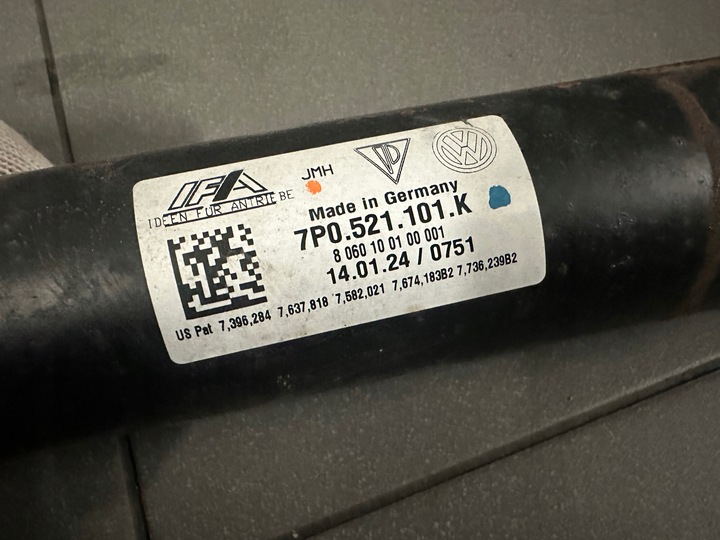 IFA
IDEEN FÜR ANTRIEBE
JMH
VW
Made in Germany
7P0.521.101.K
8 060 10 01 00 001
14.01.24 / 0751
US Pat 7,396,284 7,637,818 7,582,021 7,674,183B2 7,736,239B2